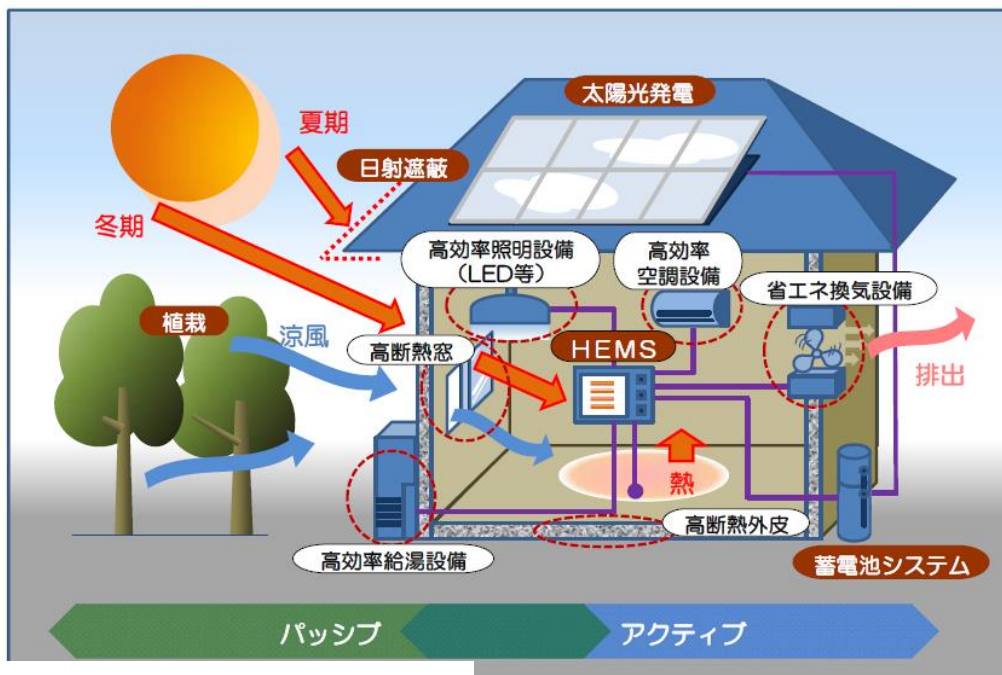 太陽光発電
夏期
日射遮蔽
冬期
高効率照明設備
（LED等）
高効率
空調設備
省エネ換気設備
植栽
涼風
高断熱窓
HEMS
排出
熱
高断熱外皮
高効率給湯設備
蓄電池システム
パッシブ
アクティブ